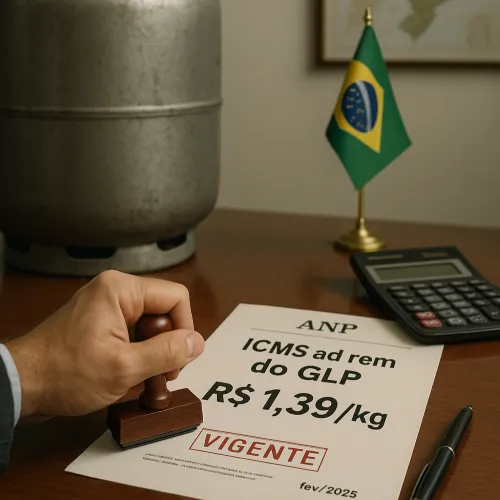 ANP
ICMS ad rem
do GLP
R$ 1,39/kg
VIGENTE
fev/2025